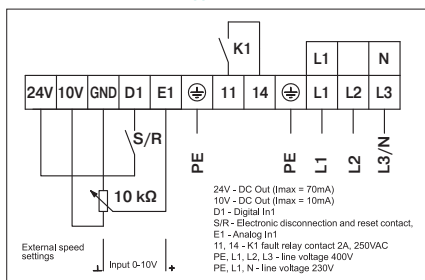 K1
L1 N
24V 10V GND D1 E1 11 14 L1 L2 L3
S/R
PE PE L1 L2 L3/N
10 kΩ
24V - DC Out (Imax = 70mA)
10V - DC Out (Imax = 10mA)
D1 - Digital In1
S/R - Electronic disconnection and reset contact,
E1 - Analog In1
11, 14 - K1 fault relay contact 2A, 250VAC
PE, L1, L2, L3 - line voltage 400V
PE, L1, N - line voltage 230V
External speed
settings
⊥ Input 0-10V +